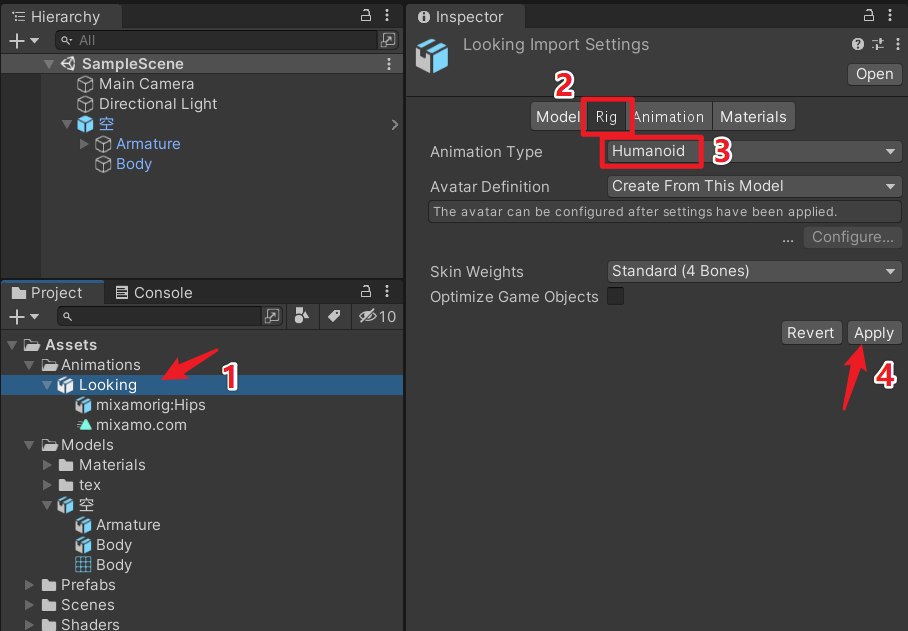 Hierarchy
All
SampleScene
Main Camera
Directional Light
空
Armature
Body
Project
Console
10
Assets
Animations
Looking
1
mixamorig:Hips
mixamo.com
Models
Materials
tex
空
Armature
Body
Body
Prefabs
Scenes
Shaders
Inspector
Looking Import Settings
Open
2
Model Rig Animation Materials
Animation Type Humanoid 3
Avatar Definition Create From This Model
The avatar can be configured after settings have been applied.
... Configure...
Skin Weights Standard (4 Bones)
Optimize Game Objects
Revert Apply
4